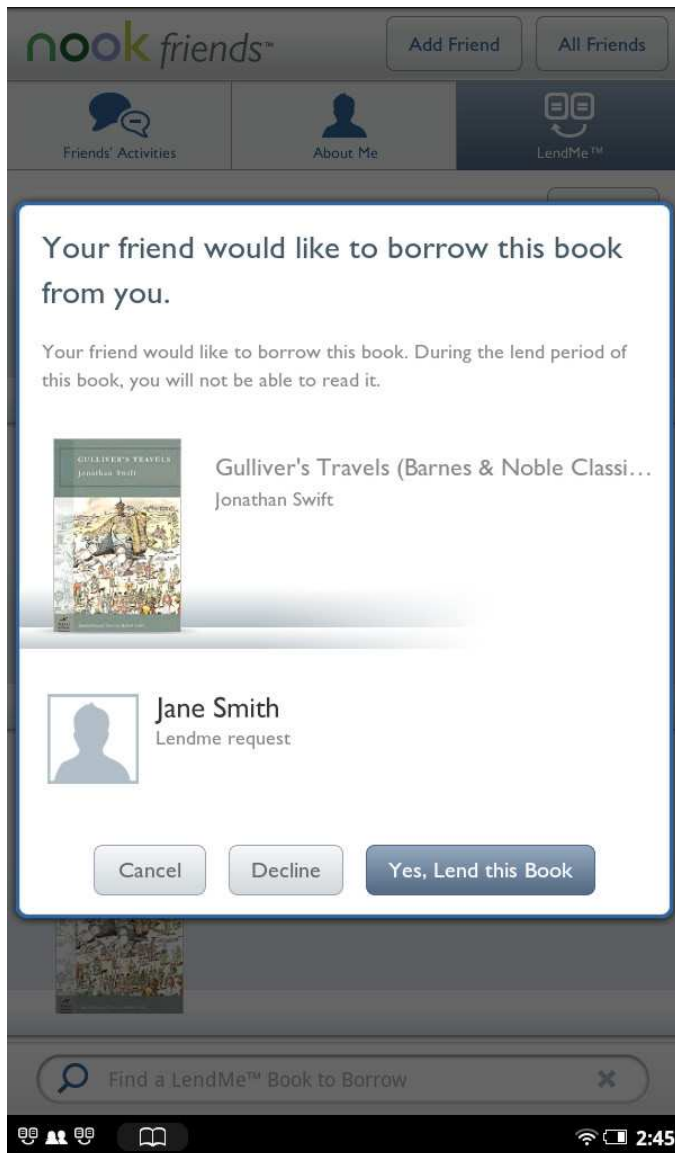 nook friends™
Add Friend
All Friends
Friends' Activities
About Me
LendMe™
Your friend would like to borrow this book
from you.
Your friend would like to borrow this book. During the lend period of
this book, you will not be able to read it.
GULLIVER'S TRAVELS
Jonathan Swift
Gulliver's Travels (Barnes & Noble Classi...
Jonathan Swift
Jane Smith
Lendme request
Cancel
Decline
Yes, Lend this Book
Find a LendMe™ Book to Borrow
2:45